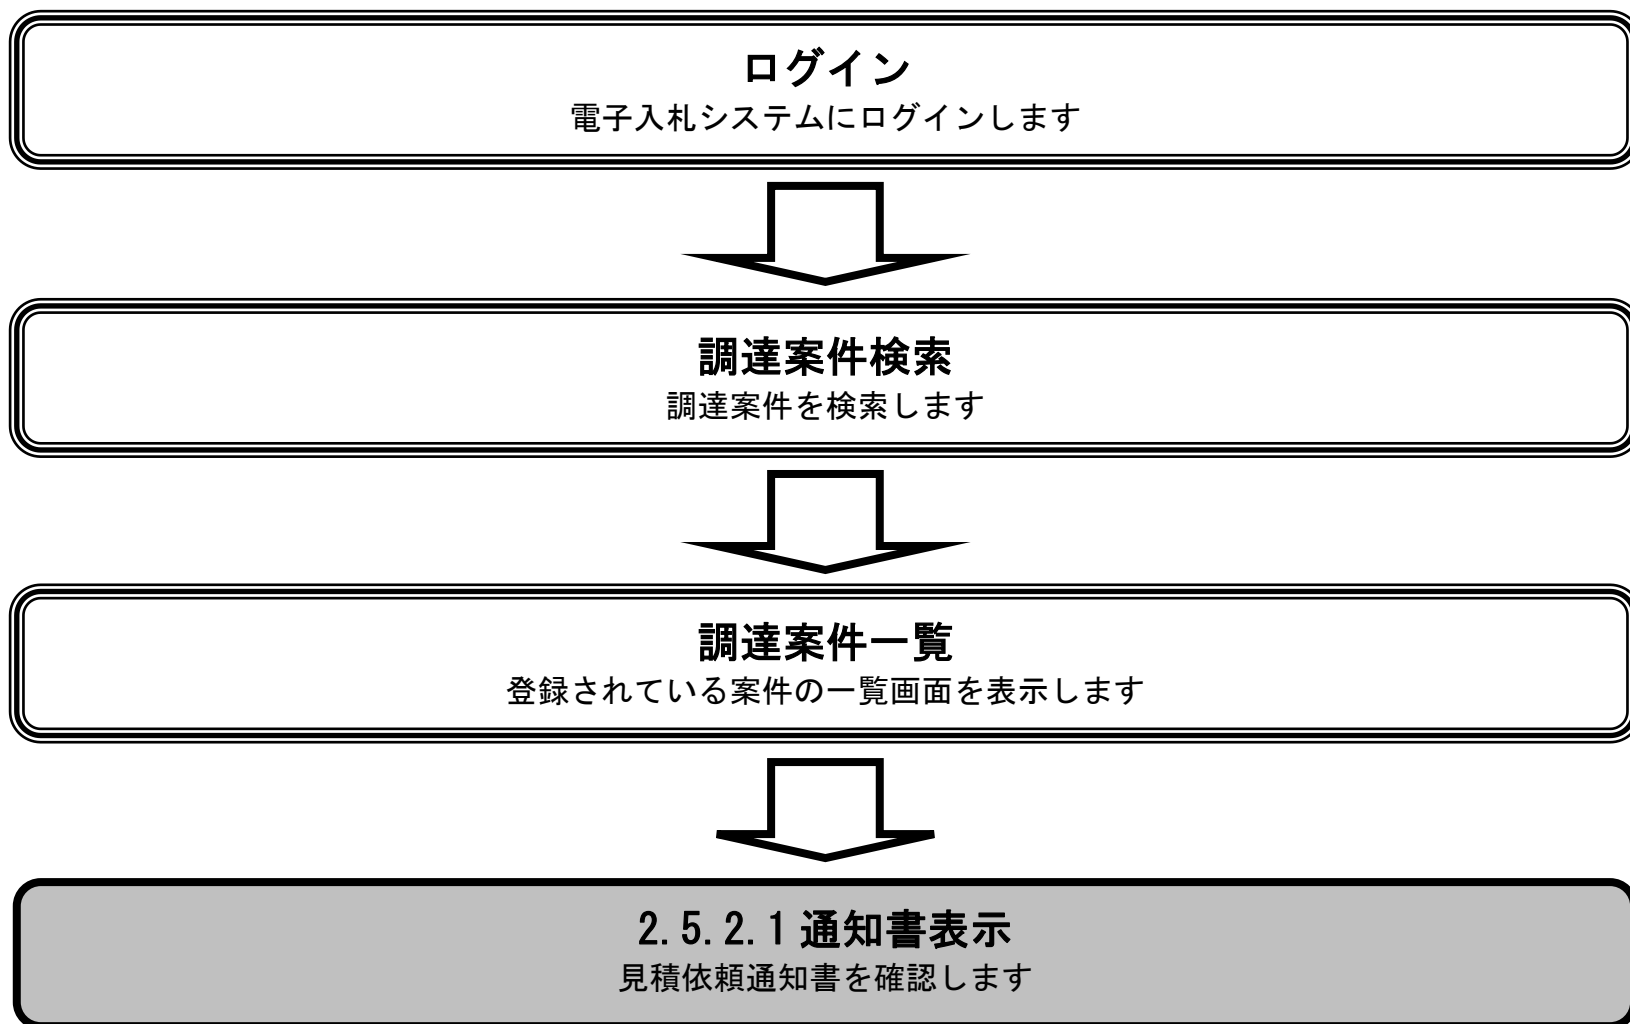 ログイン
電子入札システムにログインします
調達案件検索
調達案件を検索します
調達案件一覧
登録されている案件の一覧画面を表示します
2.5.2.1通知書表示
見積依頼通知書を確認します